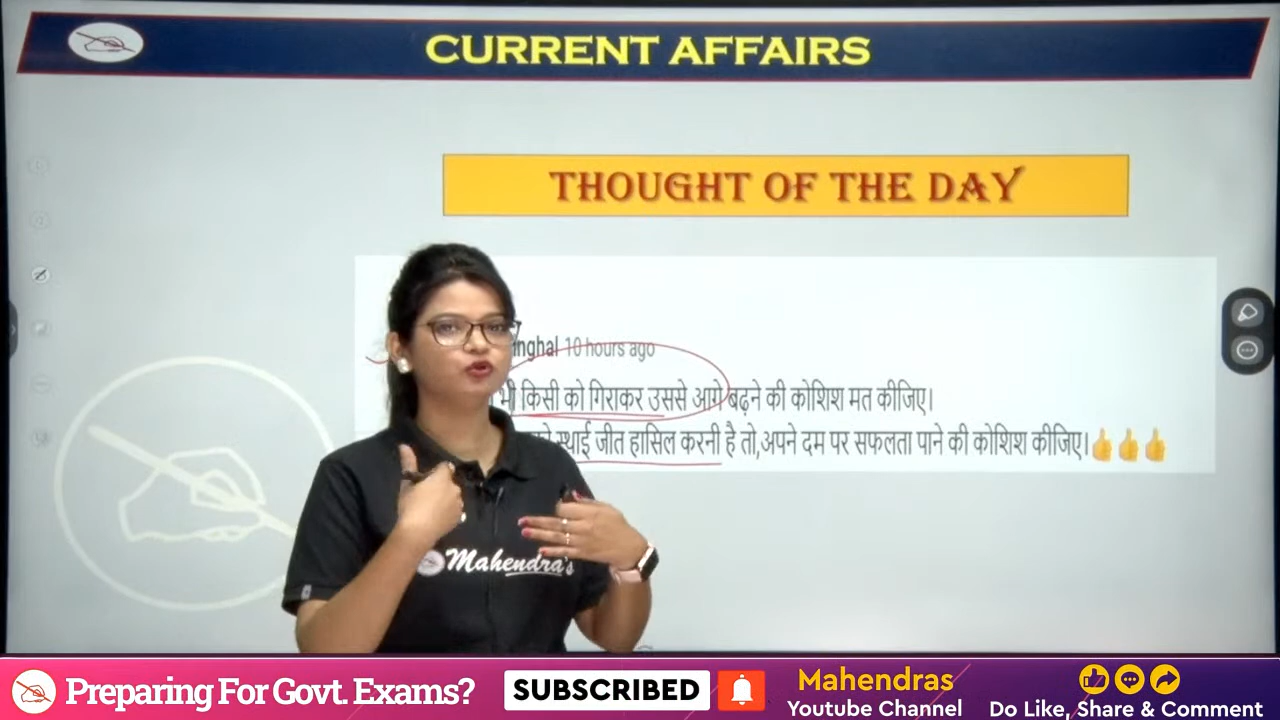 CURRENT AFFAIRS
THOUGHT OF THE DAY
10 hours ago
भी किसी को गिराकर उससे आगे बढ़ने की कोशिश मत कीजिए।
स्थाई जीत हासिल करनी है तो,अपने दम पर सफलता पाने की कोशिश कीजिए।👍👍👍
Mahendra's
Preparing For Govt. Exams?
SUBSCRIBED
Mahendras
Youtube Channel
Do Like, Share & Comment